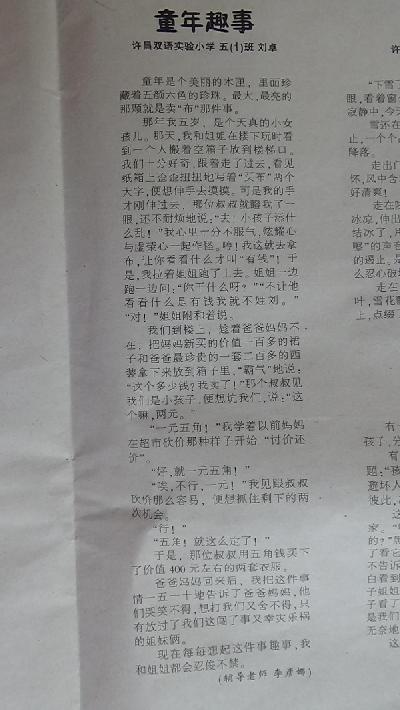 童年趣事
许昌双语实验小学 五(1)班 刘卓
童年是个美丽的木匣，里面珍
藏着五颜六色的珍珠。最大、最亮的
那颗就是卖“布”那件事。
那年我五岁，是个天真的小女
孩儿。那天，我和姐姐在楼下玩时看
到一个人搬着空箱子放到楼梯口。
我们十分好奇，跟着走了过去，看见
纸箱上歪歪扭扭地写着“买布”两个
大字，便想伸手去摸摸。可是我的手
才刚伸过去，那位叔叔就瞪我了一
眼，还不耐烦地说：“去！小孩子添什
么乱！”我心里一分不服气，炫耀心
与虚荣心一起作怪。哼！我这就去拿
布，让你看看什么才叫“有钱”！于
是，我拉着姐姐跑了上去。姐姐一边
跑一边问：“你干什么呀？”“不让他
看看什么是有钱我就不姓刘。”
“对！”姐姐附和着说。
我们到楼上，趁着爸爸妈妈不
在，把妈妈新买的价值一百多的裙
子和爸爸最珍贵的一套二百多的西
装拿下来放到箱子里，“霸气”地说：
“这个多少钱？我卖了！”那个叔叔见
我们是小孩子，便想坑我们，说：“这
个嘛，两元。”
“一元五角！”我学着以前妈妈
在超市砍价那种样子开始“讨价还
价”。
“好，就一元五角！”
“唉，不行，一元！”我见跟叔叔
砍价那么容易，便想抓住剩下的两
次机会。
“行！”
“五角！就这么定了！”
于是，那位叔叔用五角钱买下
了价值400元左右的两套衣服。
爸爸妈妈回来后，我把这件事
情一五一十地告诉了爸爸妈妈，他
们哭笑不得，想打我们又舍不得，只
有放过了我们这闯了事又幸灾乐祸
的姐妹俩。
现在每每想起这件事趣事，我
和姐姐都会忍俊不禁。
(辅导老师 李彦娜)